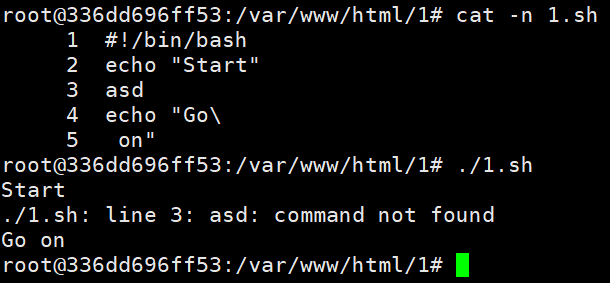 root@336dd696ff53:/var/www/html/1# cat -n 1.sh
     1  #!/bin/bash
     2  echo "Start"
     3  asd
     4  echo "Go\
     5   on"
root@336dd696ff53:/var/www/html/1# ./1.sh
Start
./1.sh: line 3: asd: command not found
Go on
root@336dd696ff53:/var/www/html/1#